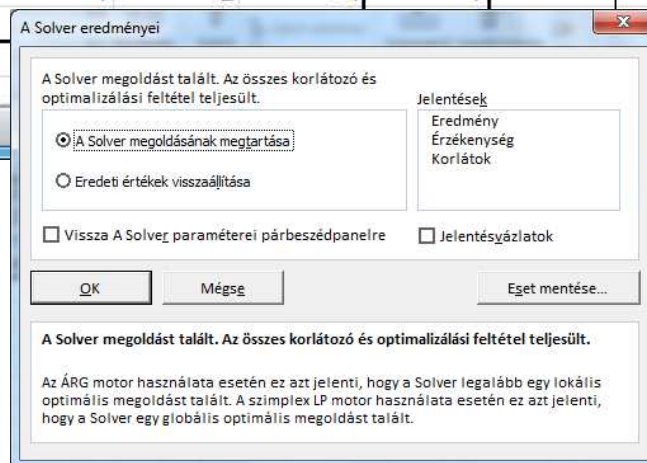 A Solver eredményei
A Solver megoldást talált. Az összes korlátozó és
optimalizálási feltétel teljesült.
Jelentések
A Solver megoldásának megtartása
Eredeti értékek visszaállítása
Eredmény
Érzékenység
Korlátok
Vissza A Solver paraméterei párbeszédpanelre
Jelentésvázlatok
OK
Mégse
Eset mentése...
A Solver megoldást talált. Az összes korlátozó és optimalizálási feltétel teljesült.
Az ÁRG motor használata esetén ez azt jelenti, hogy a Solver legalább egy lokális
optimális megoldást talált. A szimplex LP motor használata esetén ez azt jelenti,
hogy a Solver egy globális optimális megoldást talált.